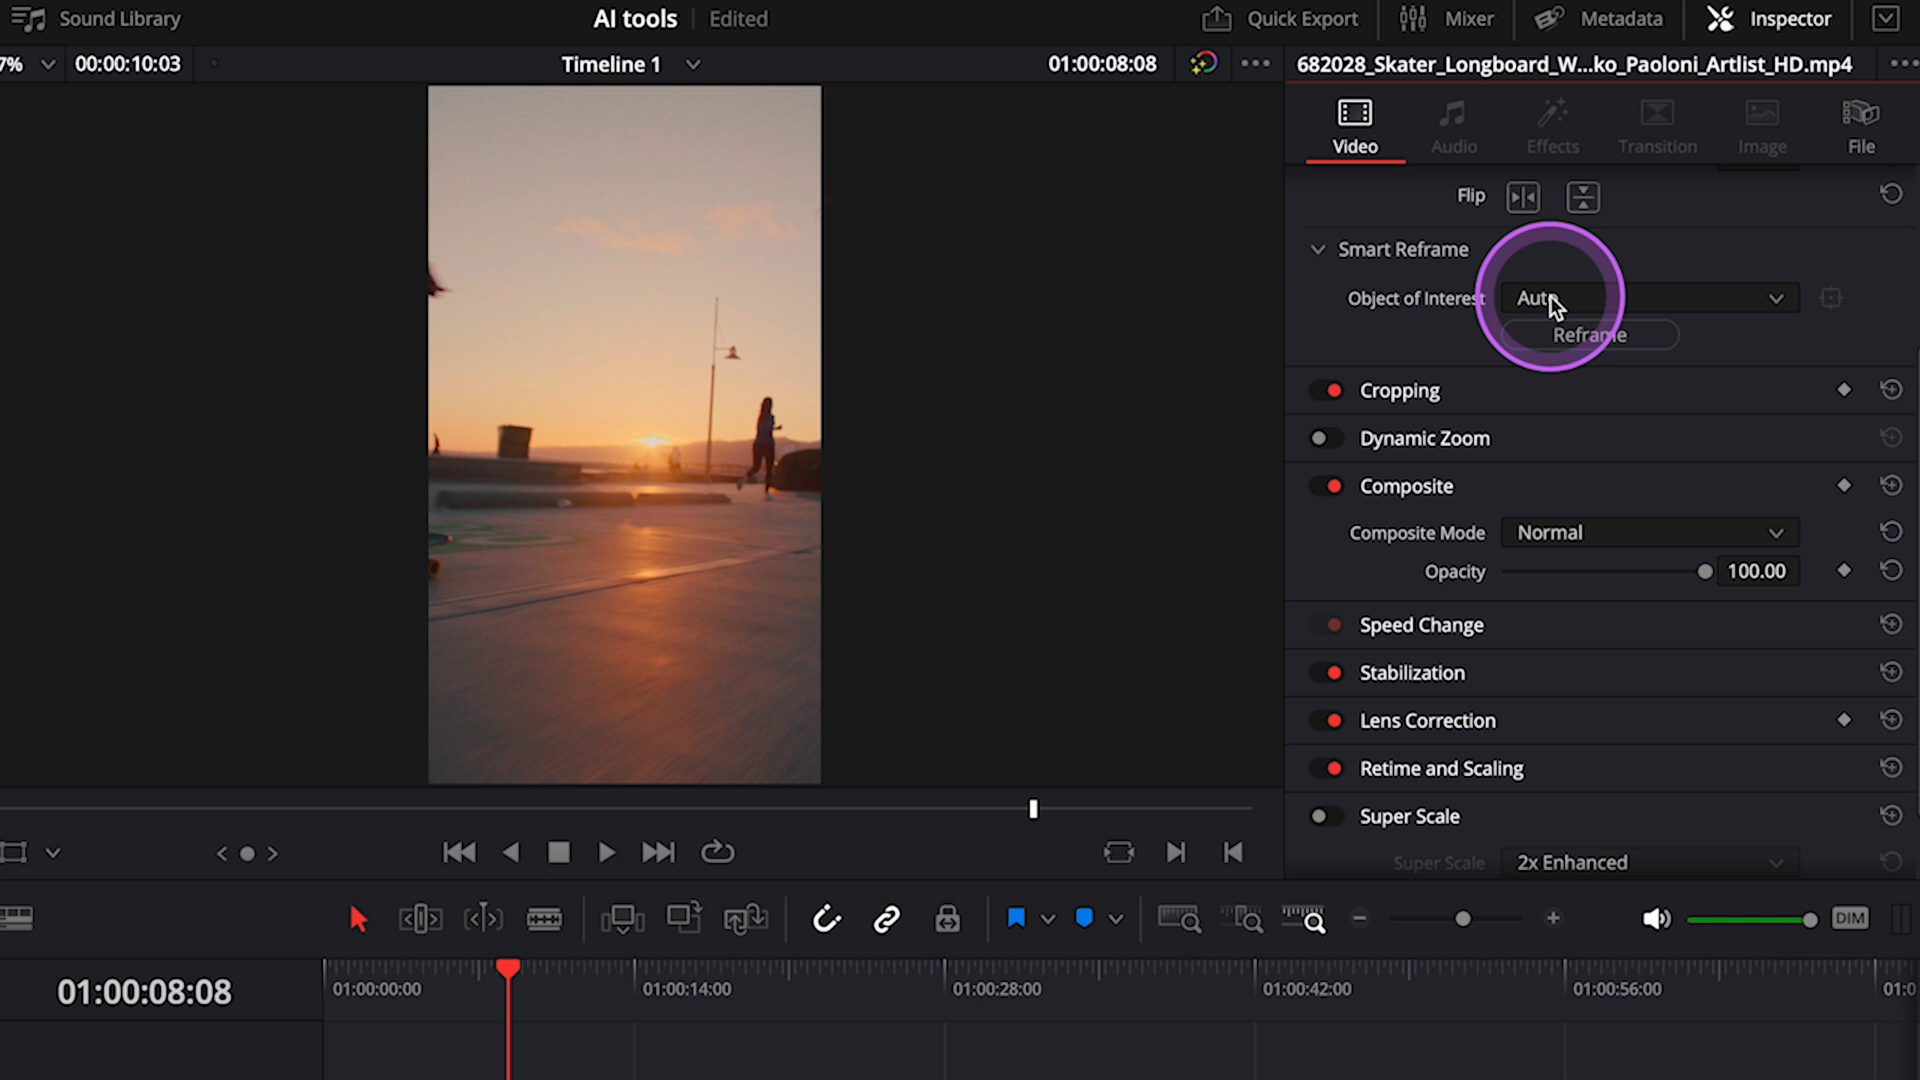 Sound Library
AI tools
Edited
Quick Export
Mixer
Metadata
Inspector
7%
00:00:10:03
Timeline 1
01:00:08:08
682028_Skater_Longboard_W...ko_Paoloni_Artlist_HD.mp4
Video
Audio
Effects
Transition
Image
File
Flip
Smart Reframe
Object of Interest
Auto
Reframe
Cropping
Dynamic Zoom
Composite
Composite Mode
Normal
Opacity
100.00
Speed Change
Stabilization
Lens Correction
Retime and Scaling
Super Scale
Super Scale
2x Enhanced
DIM
01:00:08:08
01:00:00:00
01:00:14:00
01:00:28:00
01:00:42:00
01:00:56:00
01:0